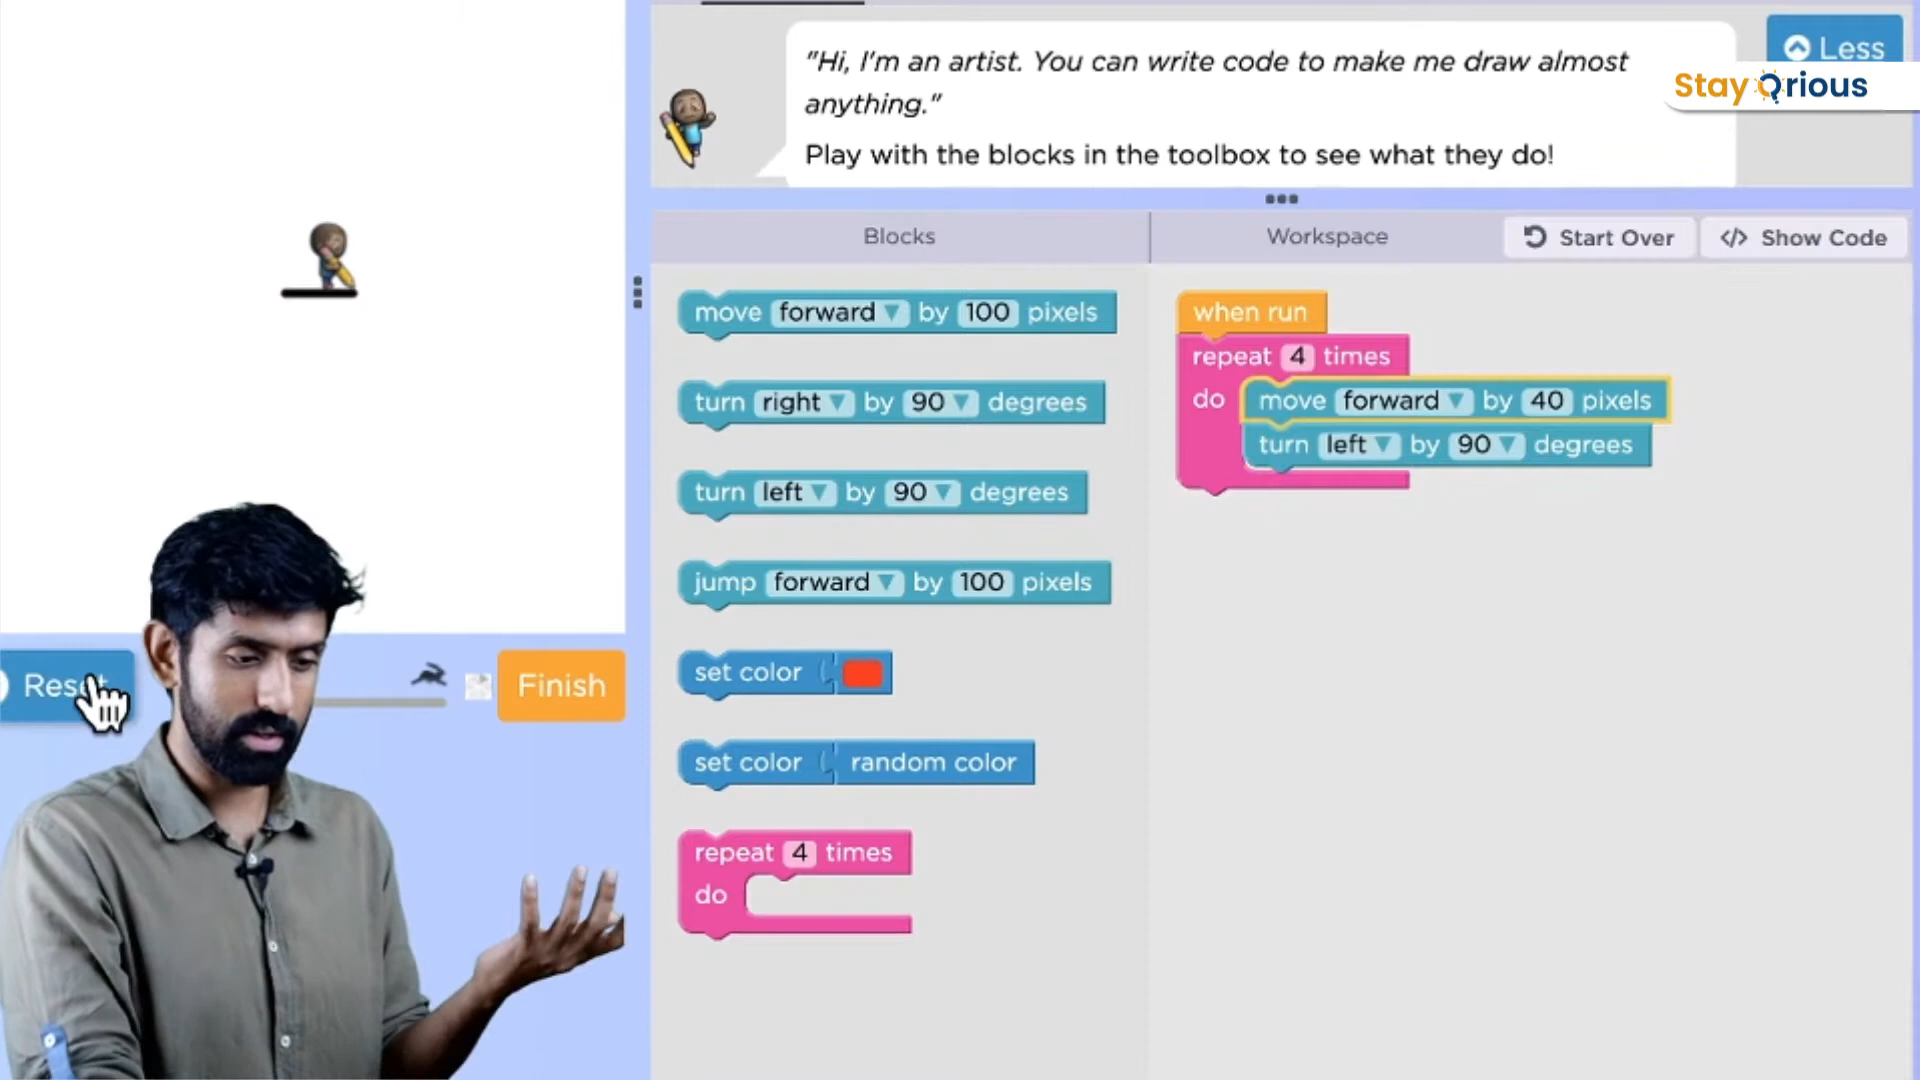 "Hi, I'm an artist. You can write code to make me draw almost
anything."
Play with the blocks in the toolbox to see what they do!
Less
Stay Qrious
Blocks
Workspace
Start Over
</> Show Code
move forward by 100 pixels
turn right by 90 degrees
turn left by 90 degrees
jump forward by 100 pixels
set color
set color random color
repeat 4 times
do
when run
repeat 4 times
do move forward by 40 pixels
turn left by 90 degrees
Reset
Finish